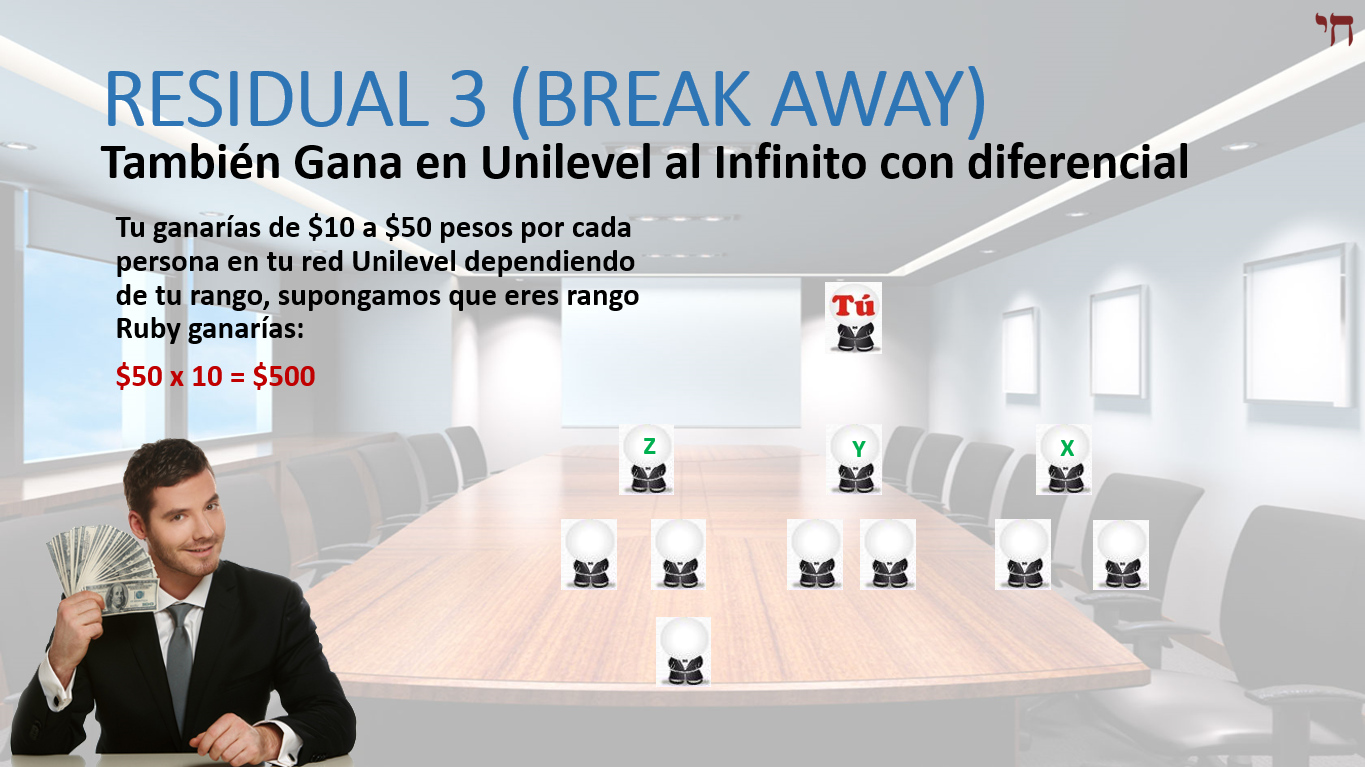 חי
RESIDUAL 3 (BREAK AWAY)
También Gana en Unilevel al Infinito con diferencial
Tu ganarías de $10 a $50 pesos por cada
persona en tu red Unilevel dependiendo
de tu rango, supongamos que eres rango
Ruby ganarías:
$50 x 10 = $500
Tú
Z
Y
X